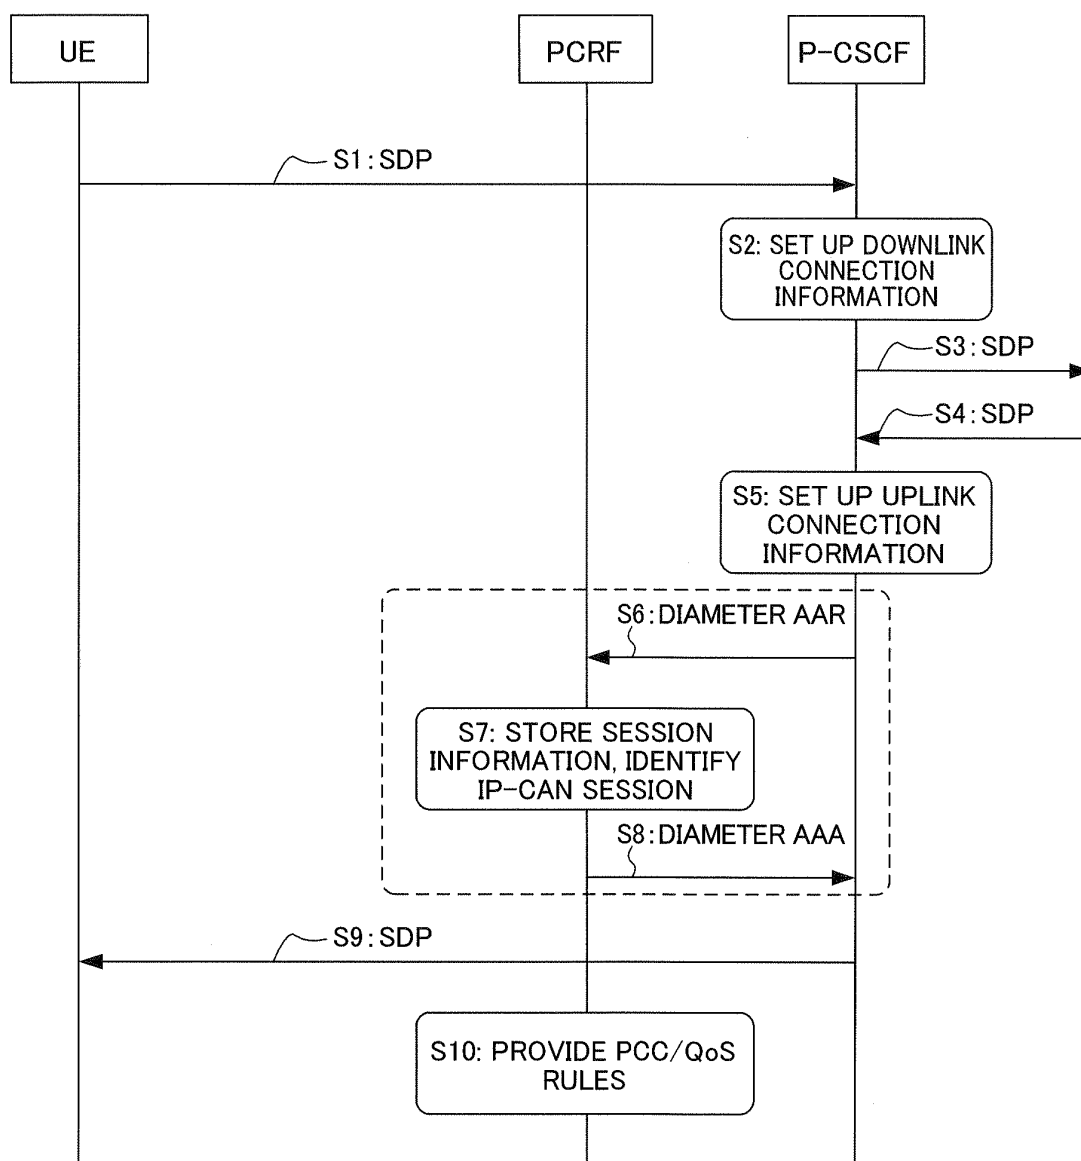 UE
PCRF
P-CSCF
S1:SDP
S2: SET UP DOWNLINK
CONNECTION
INFORMATION
S3:SDP
S4:SDP
S5: SET UP UPLINK
CONNECTION
INFORMATION
S6:DIAMETER AAR
S7: STORE SESSION
INFORMATION, IDENTIFY
IP-CAN SESSION
S8:DIAMETER AAA
S9:SDP
S10: PROVIDE PCC/QoS
RULES